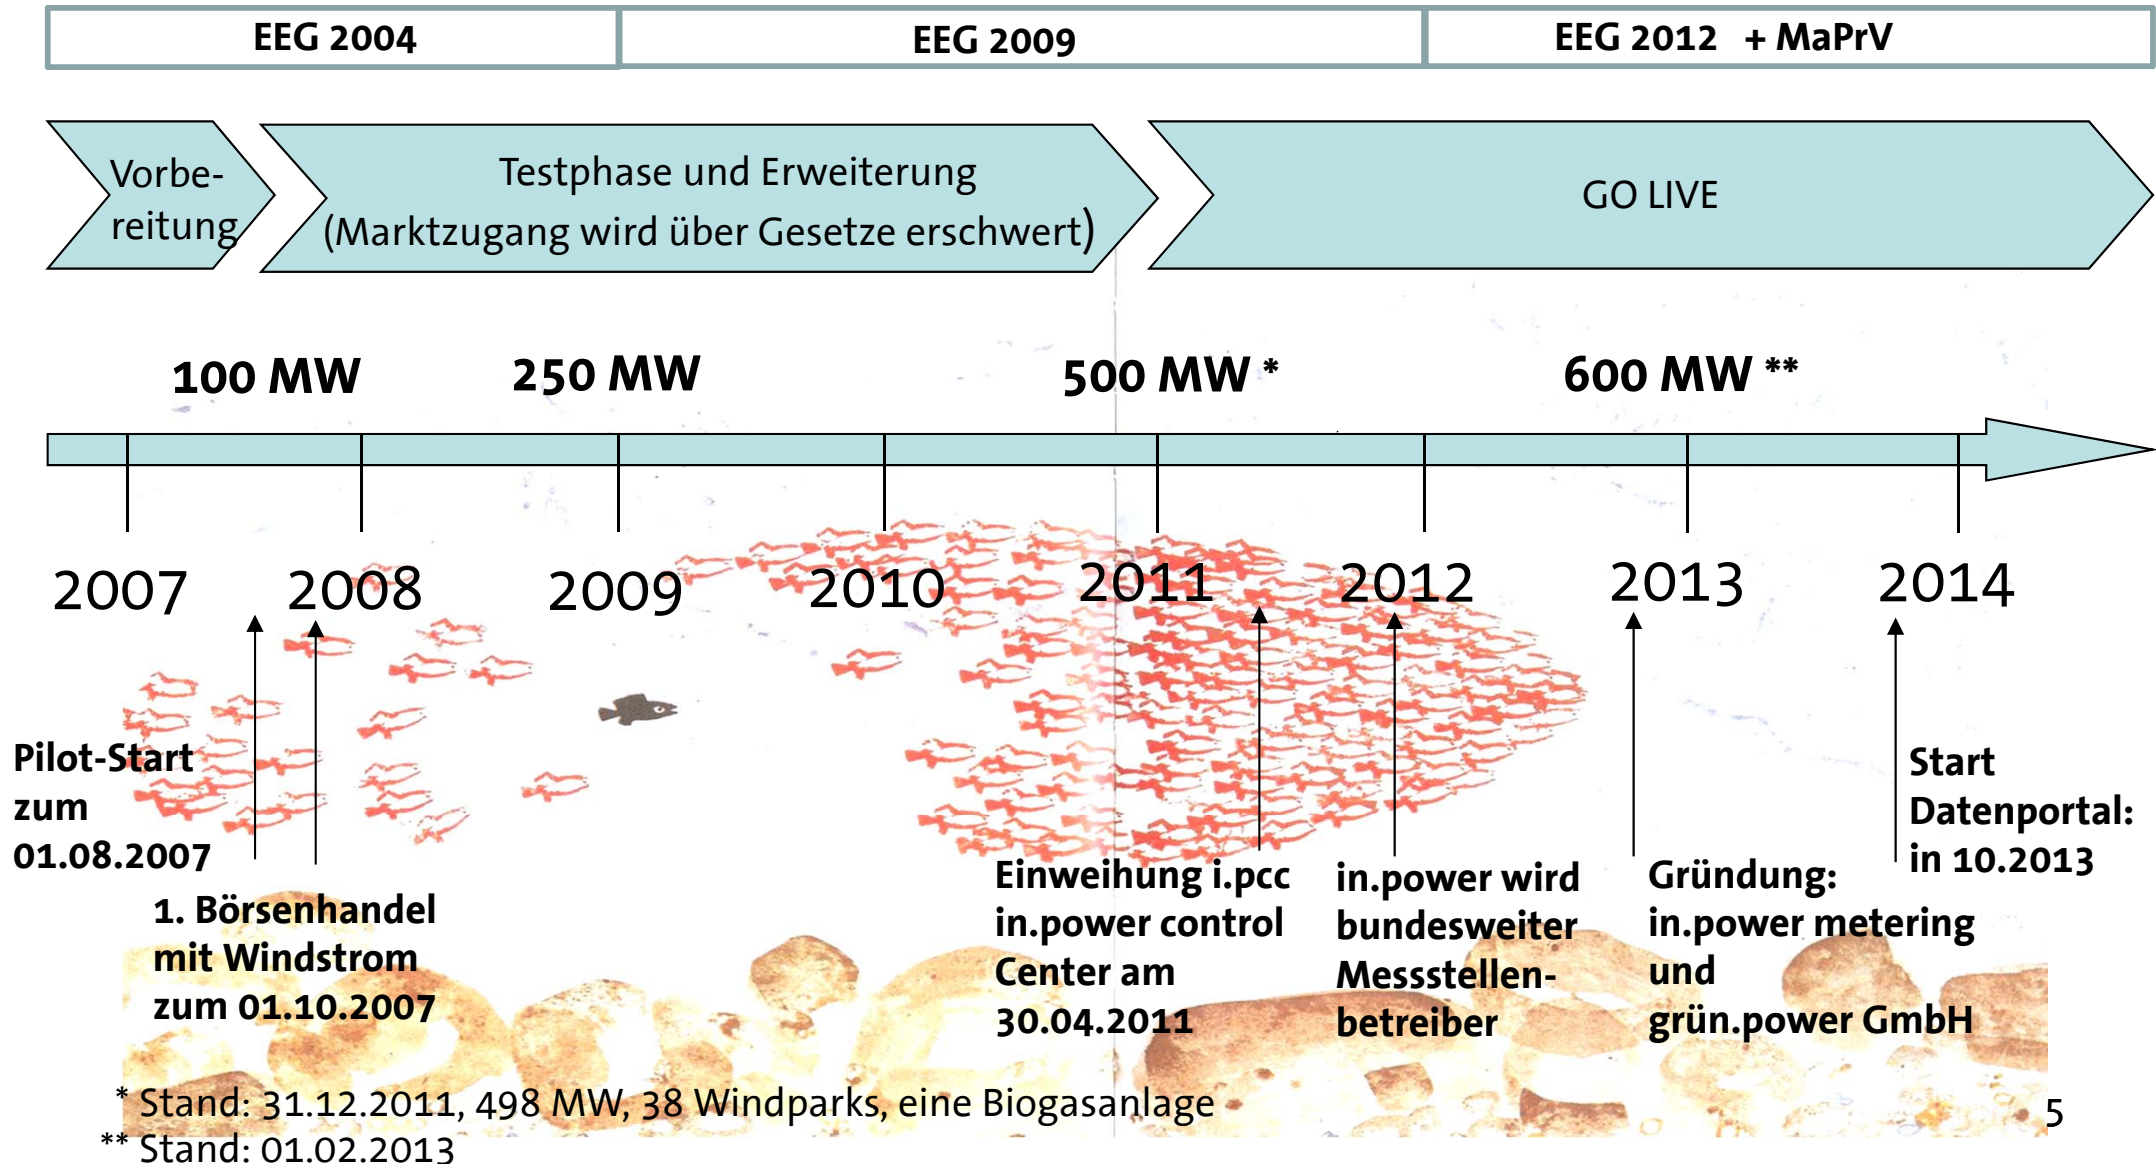 EEG 2004
EEG 2009
EEG 2012 + MaPrV
Vorbe-
reitung
Testphase und Erweiterung
(Marktzugang wird über Gesetze erschwert)
GO LIVE
100 MW
250 MW
500 MW *
600 MW **
2007
2008
2009
2010
2011
2012
2013
2014
Pilot-Start
zum
01.08.2007
1. Börsenhandel
mit Windstrom
zum 01.10.2007
Einweihung i.pcc
in.power control
Center am
30.04.2011
in.power wird
bundesweiter
Messstellen-
betreiber
Gründung:
in.power metering
und
grün.power GmbH
Start
Datenportal:
in 10.2013
* Stand: 31.12.2011, 498 MW, 38 Windparks, eine Biogasanlage
** Stand: 01.02.2013
5